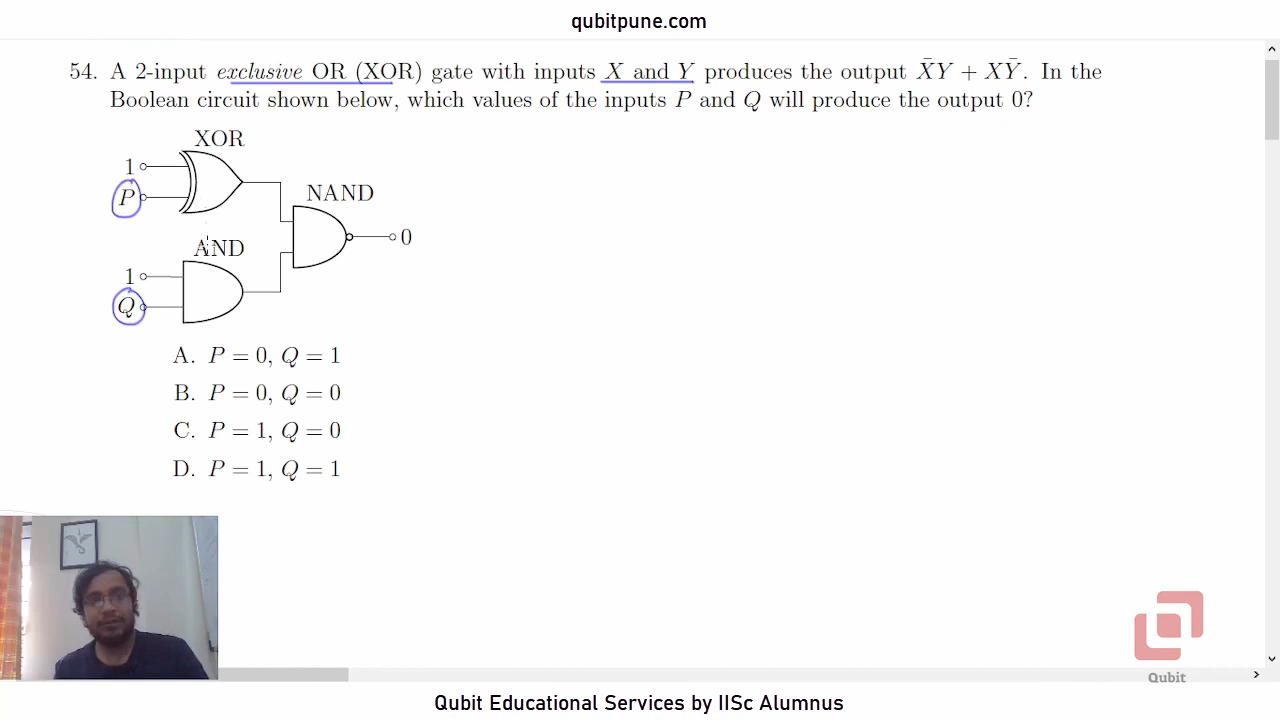 qubitpune.com
54. A 2-input exclusive OR (XOR) gate with inputs X and Y produces the output X̄Y + XȲ. In the
Boolean circuit shown below, which values of the inputs P and Q will produce the output 0?
XOR
1
P
NAND
0
AND
1
Q
A. P = 0, Q = 1
B. P = 0, Q = 0
C. P = 1, Q = 0
D. P = 1, Q = 1
Qubit
Qubit Educational Services by IISc Alumnus